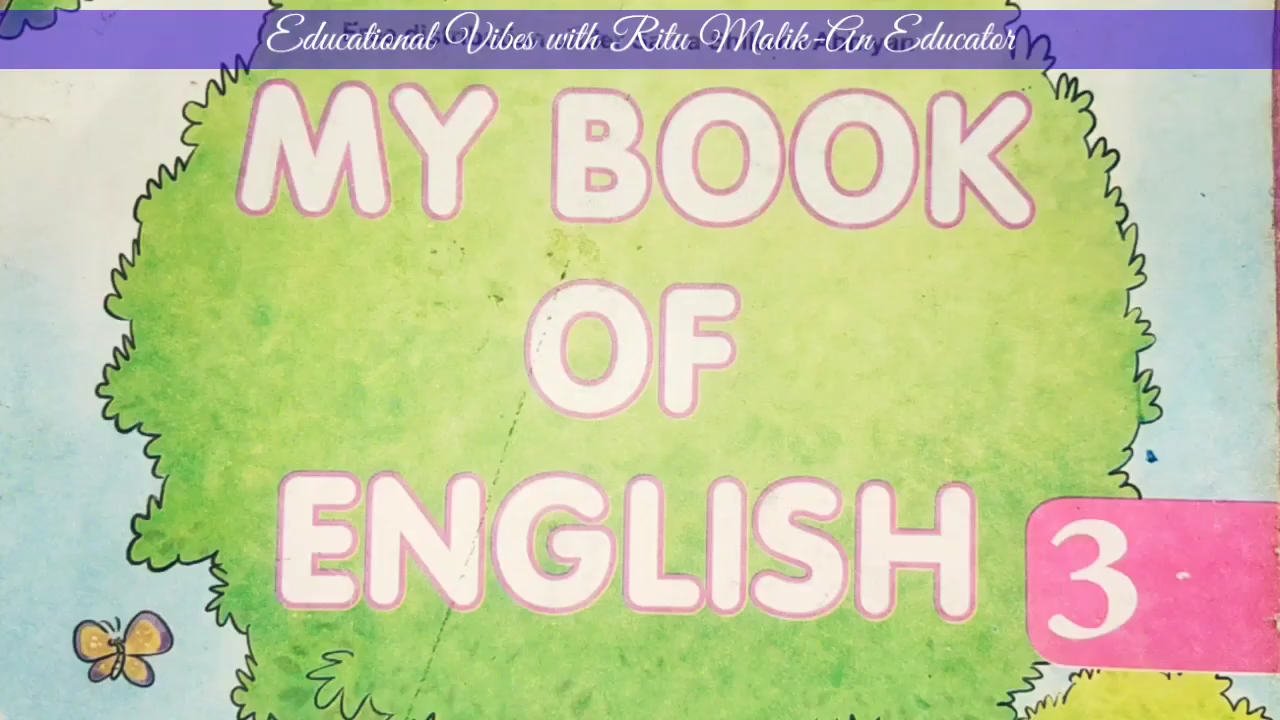 Educational Vibes with Ritu Malik-An Educator
MY BOOK
OF
ENGLISH
3